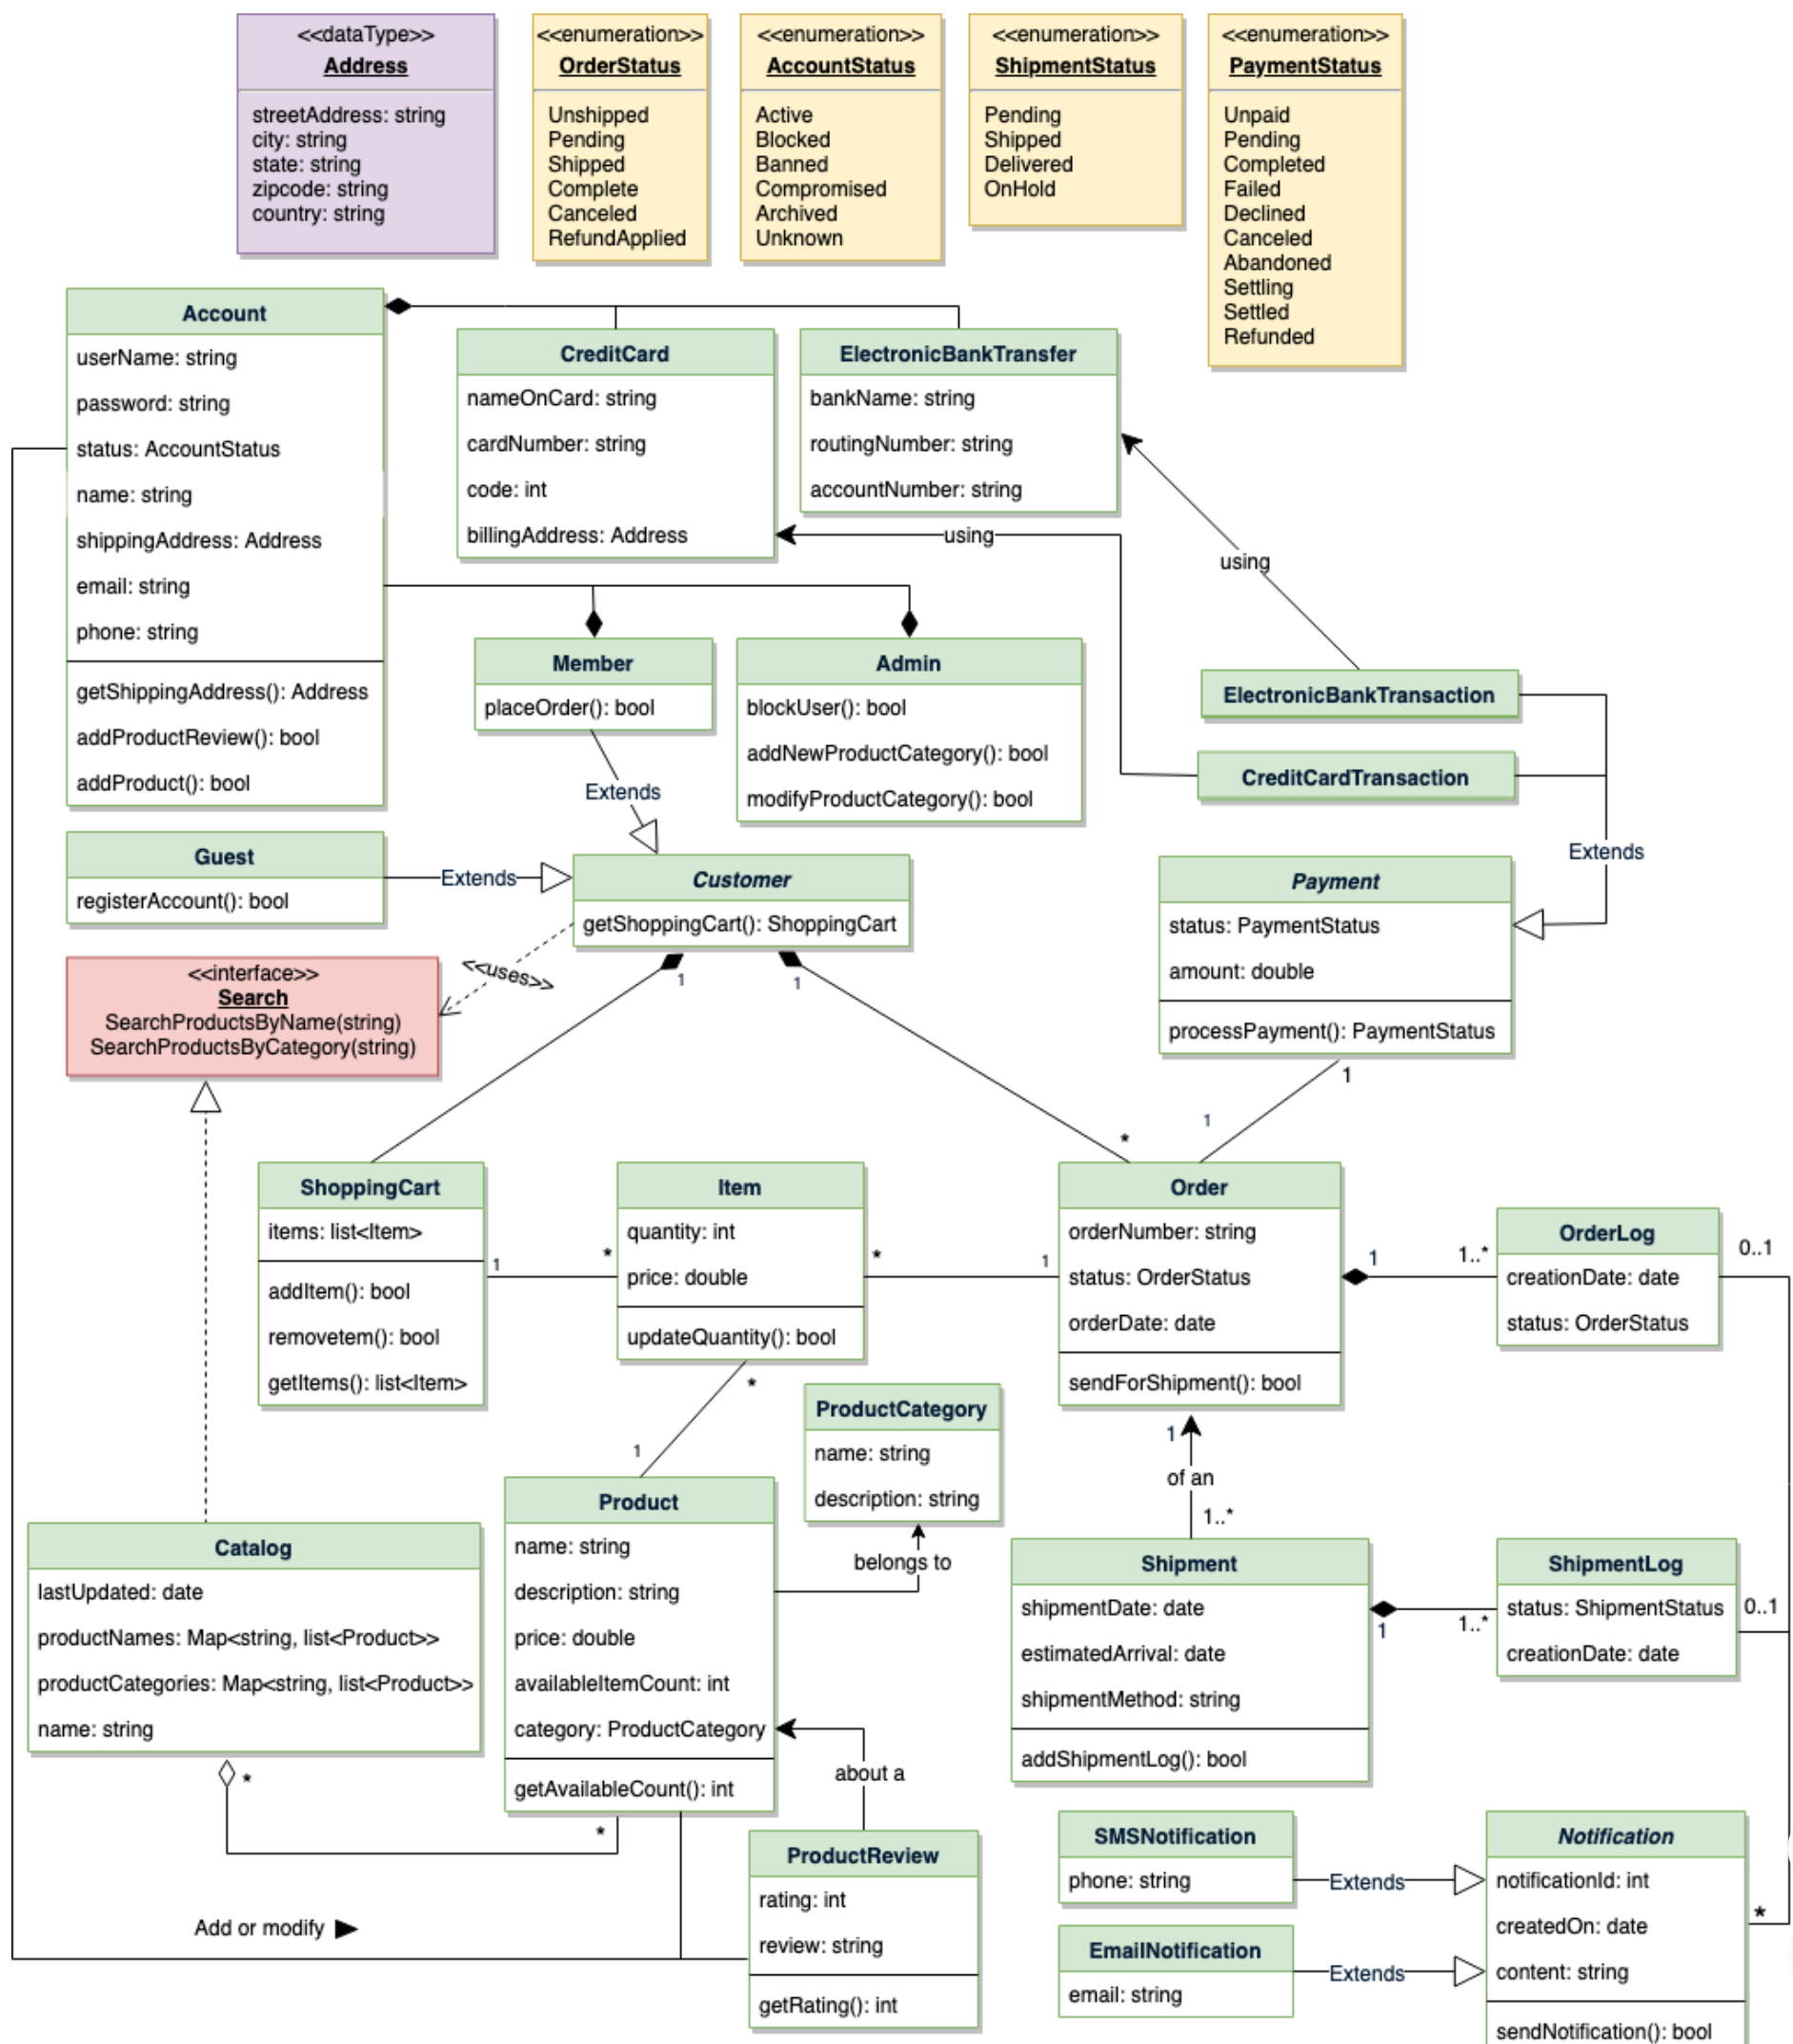 <<dataType>>
Address
streetAddress: string
city: string
state: string
zipcode: string
country: string
<<enumeration>>
OrderStatus
Unshipped
Pending
Shipped
Complete
Canceled
RefundApplied
<<enumeration>>
AccountStatus
Active
Blocked
Banned
Compromised
Archived
Unknown
<<enumeration>>
ShipmentStatus
Pending
Shipped
Delivered
OnHold
<<enumeration>>
PaymentStatus
Unpaid
Pending
Completed
Failed
Declined
Canceled
Abandoned
Settling
Settled
Refunded
Account
userName: string
password: string
status: AccountStatus
name: string
shippingAddress: Address
email: string
phone: string
getShippingAddress(): Address
addProductReview(): bool
addProduct(): bool
CreditCard
nameOnCard: string
cardNumber: string
code: int
billingAddress: Address
ElectronicBankTransfer
bankName: string
routingNumber: string
accountNumber: string
using
using
Member
placeOrder(): bool
Admin
blockUser(): bool
addNewProductCategory(): bool
modifyProductCategory(): bool
ElectronicBankTransaction
CreditCardTransaction
Extends
Extends
Guest
registerAccount(): bool
Extends
Customer
getShoppingCart(): ShoppingCart
Payment
status: PaymentStatus
amount: double
processPayment(): PaymentStatus
<<uses>>
<<interface>>
Search
SearchProductsByName(string)
SearchProductsByCategory(string)
1
1
*
1
1
ShoppingCart
items: list<Item>
addItem(): bool
removetem(): bool
getItems(): list<Item>
1
*
Item
quantity: int
price: double
updateQuantity(): bool
*
1
Order
orderNumber: string
status: OrderStatus
orderDate: date
sendForShipment(): bool
1
1..*
OrderLog
creationDate: date
status: OrderStatus
0..1
*
1
ProductCategory
name: string
description: string
belongs to
1
of an
1..*
Catalog
lastUpdated: date
productNames: Map<string, list<Product>>
productCategories: Map<string, list<Product>>
name: string
*
*
Product
name: string
description: string
price: double
availableItemCount: int
category: ProductCategory
getAvailableCount(): int
about a
Shipment
shipmentDate: date
estimatedArrival: date
shipmentMethod: string
addShipmentLog(): bool
1
1..*
ShipmentLog
status: ShipmentStatus
creationDate: date
0..1
Add or modify
ProductReview
rating: int
review: string
getRating(): int
SMSNotification
phone: string
Extends
EmailNotification
email: string
Extends
Notification
notificationId: int
createdOn: date
content: string
sendNotification(): bool
*